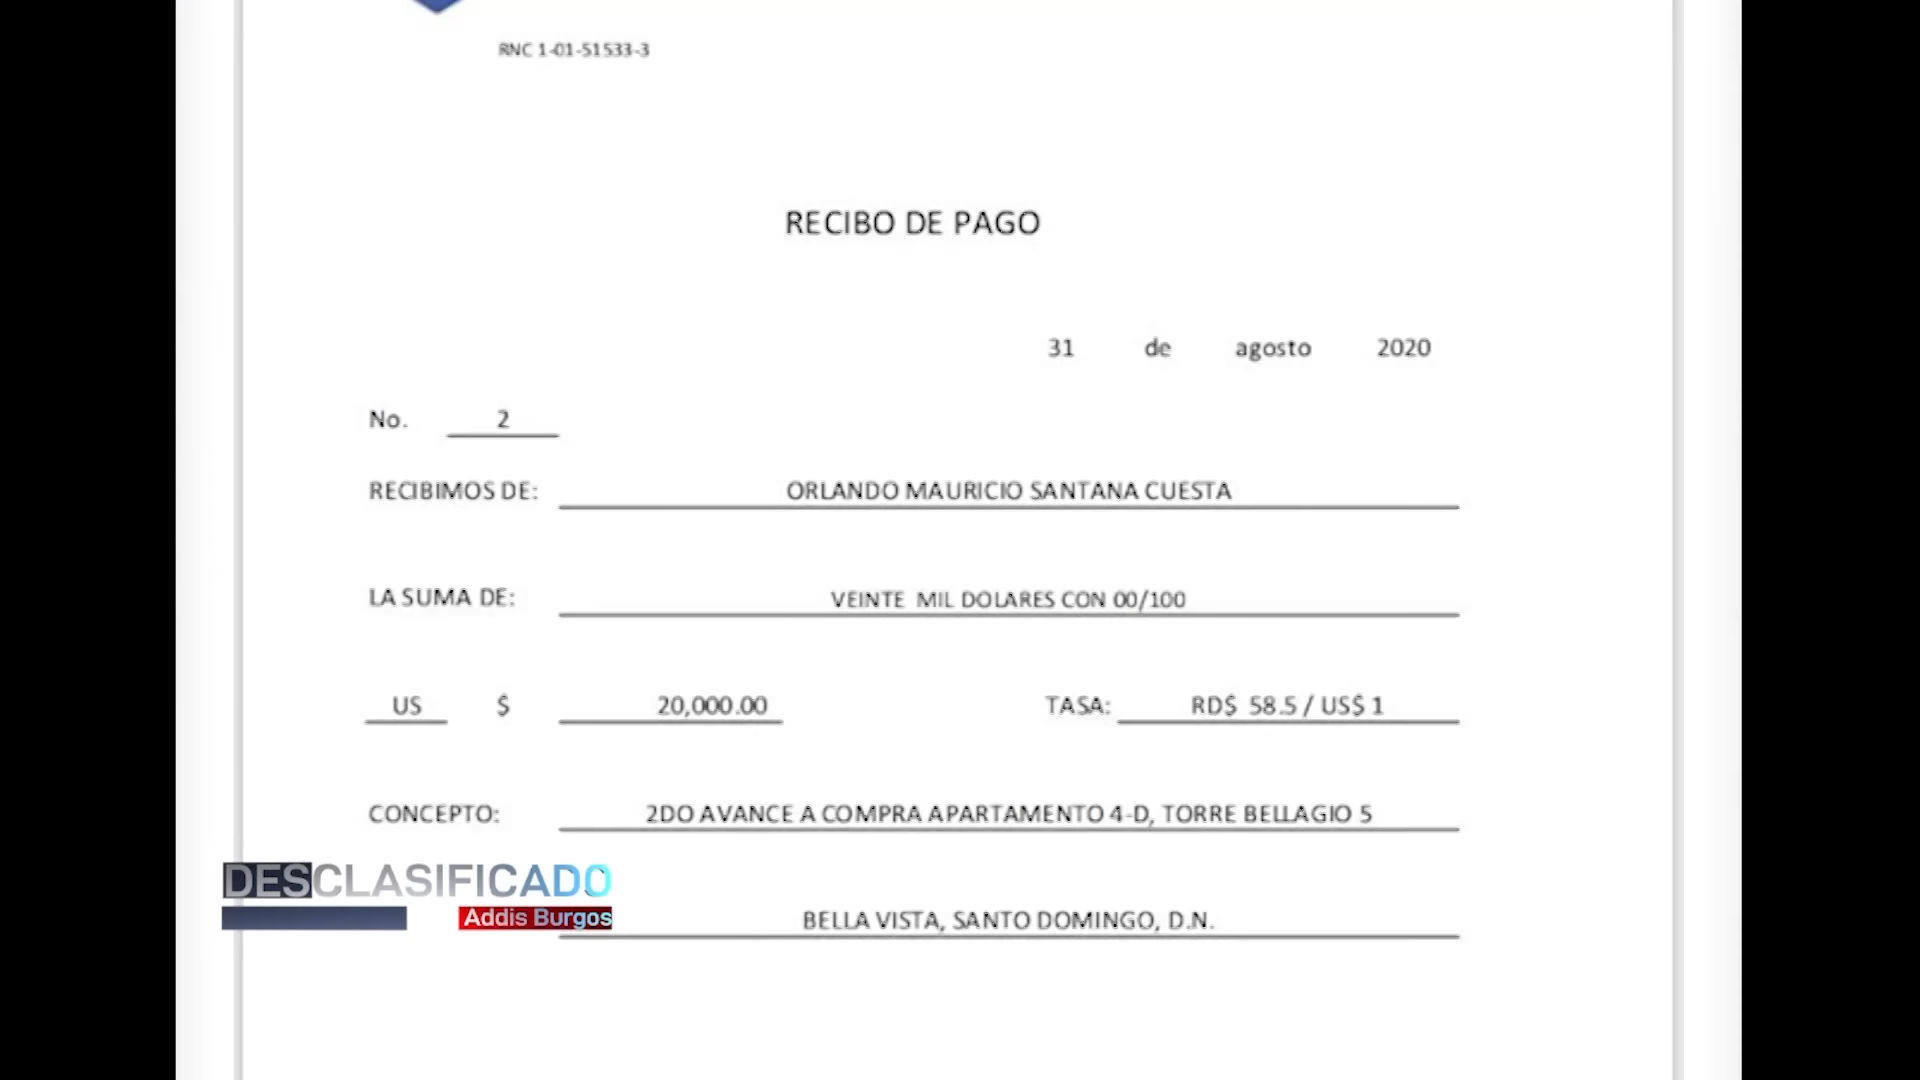 RNC 1-01-51533-3
RECIBO DE PAGO
31 de agosto 2020
No. 2
RECIBIMOS DE: ORLANDO MAURICIO SANTANA CUESTA
LA SUMA DE: VEINTE MIL DOLARES CON 00/100
US $ 20,000.00 TASA: RD$ 58.5 / US$ 1
CONCEPTO: 2DO AVANCE A COMPRA APARTAMENTO 4-D, TORRE BELLAGIO 5
DESCLASIFICADO
Addis Burgos
BELLA VISTA, SANTO DOMINGO, D.N.